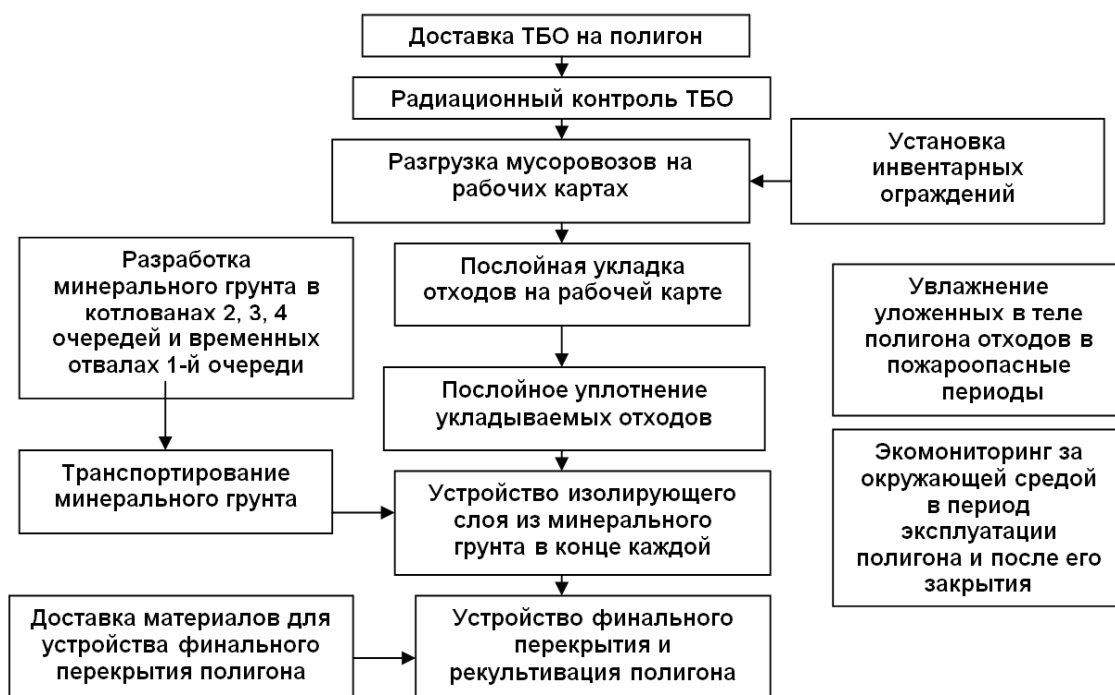 Доставка ТБО на полигон
Радиационный контроль ТБО
Разгрузка мусоровозов на
рабочих картах
Установка
инвентарных
ограждений
Послойная укладка
отходов на рабочей карте
Разработка
минерального грунта в
котлованах 2, 3, 4
очередей и временных
отвалах 1-й очереди
Увлажнение
уложенных в теле
полигона отходов в
пожароопасные
периоды
Послойное уплотнение
укладываемых отходов
Транспортирование
минерального грунта
Устройство изолирующего
слоя из минерального
грунта в конце каждой
Экомониторинг за
окружающей средой
в период
эксплуатации
полигона и после его
закрытия
Доставка материалов для
устройства финального
перекрытия полигона
Устройство финального
перекрытия и
рекультивация полигона